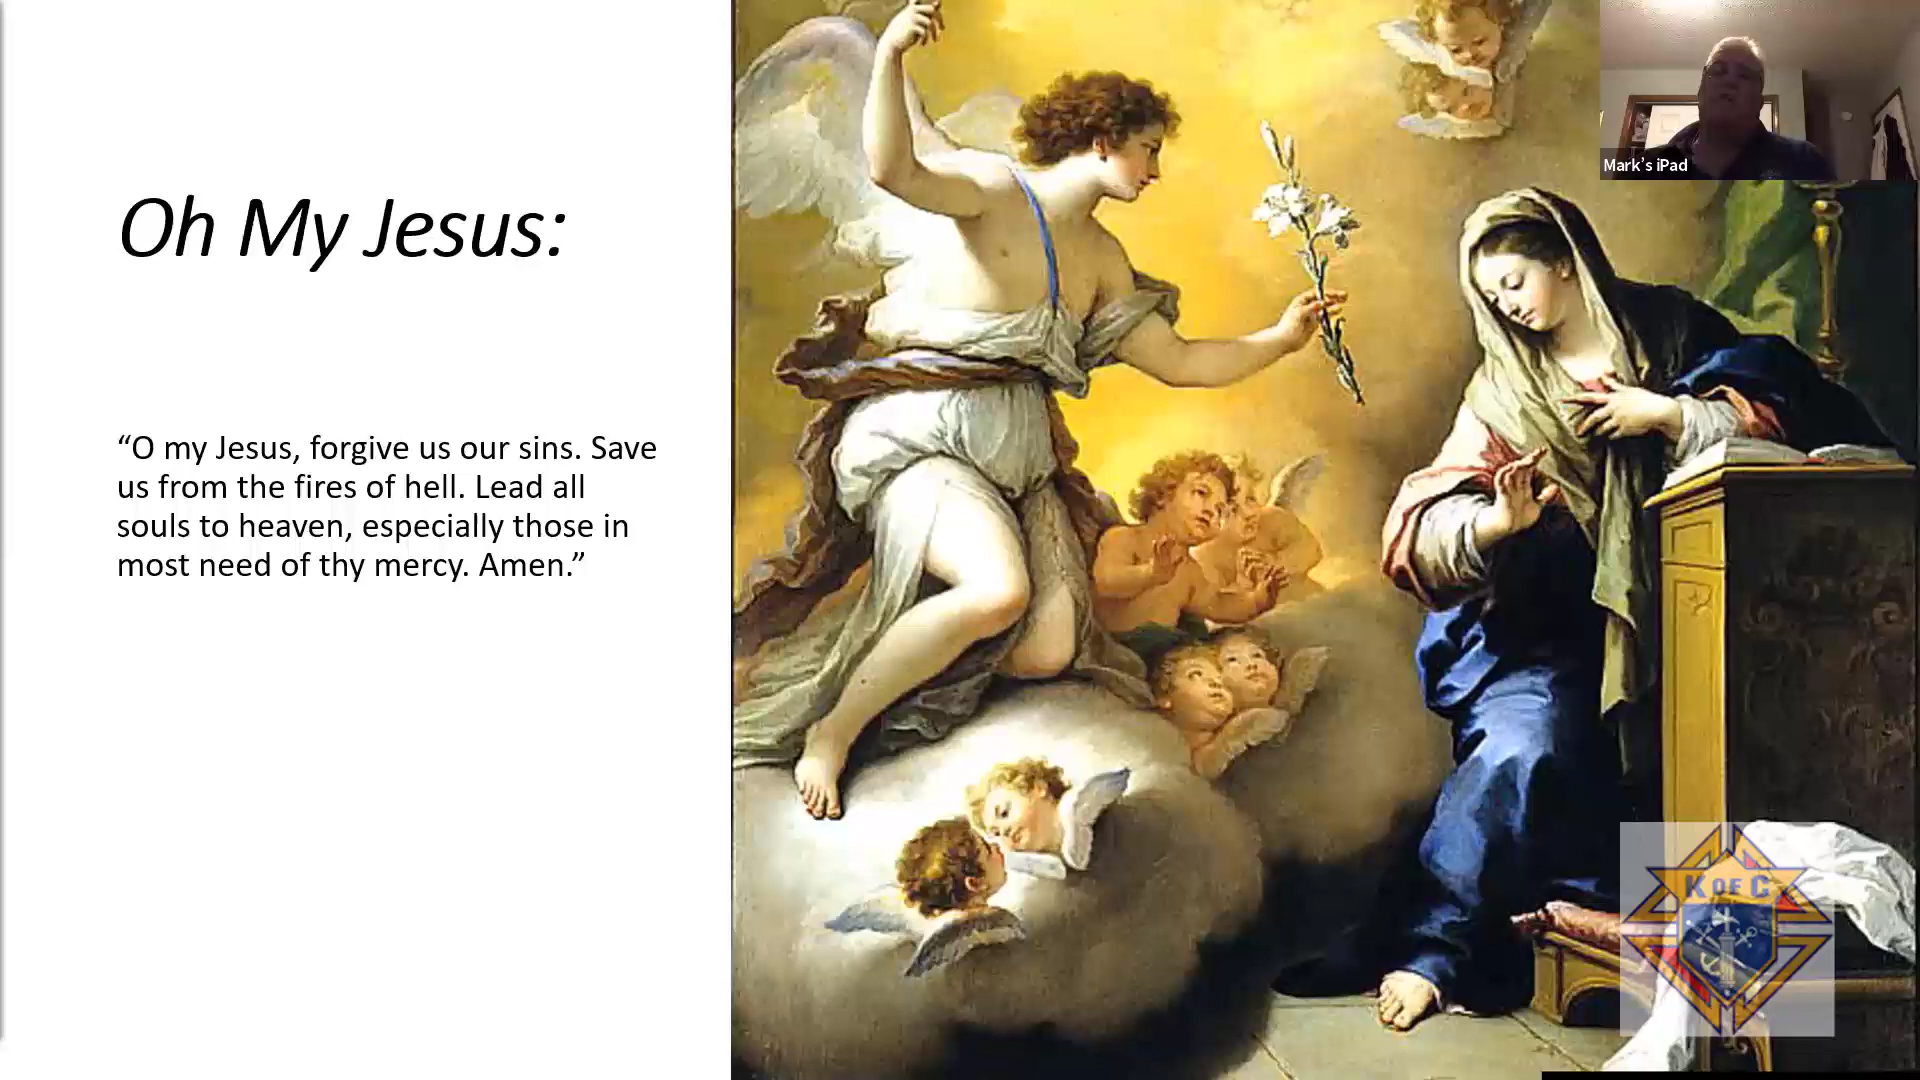 Oh My Jesus:
“O my Jesus, forgive us our sins. Save
us from the fires of hell. Lead all
souls to heaven, especially those in
most need of thy mercy. Amen.”
Mark’s iPad
K OF C